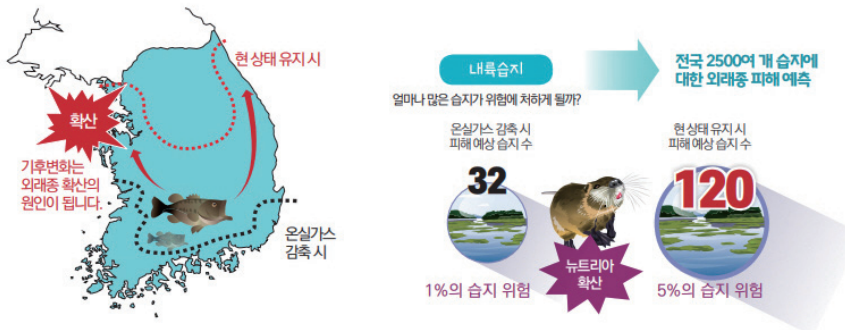 현 상태 유지 시
확산
기후변화는
외래종 확산의
원인이 됩니다.
온실가스
감축 시
내륙습지
전국 2500여 개 습지에
대한 외래종 피해 예측
얼마나 많은 습지가 위험에 처하게 될까?
온실가스 감축 시
피해 예상 습지 수
32
현 상태 유지 시
피해 예상 습지 수
120
뉴트리아
확산
1%의 습지 위험
5%의 습지 위험